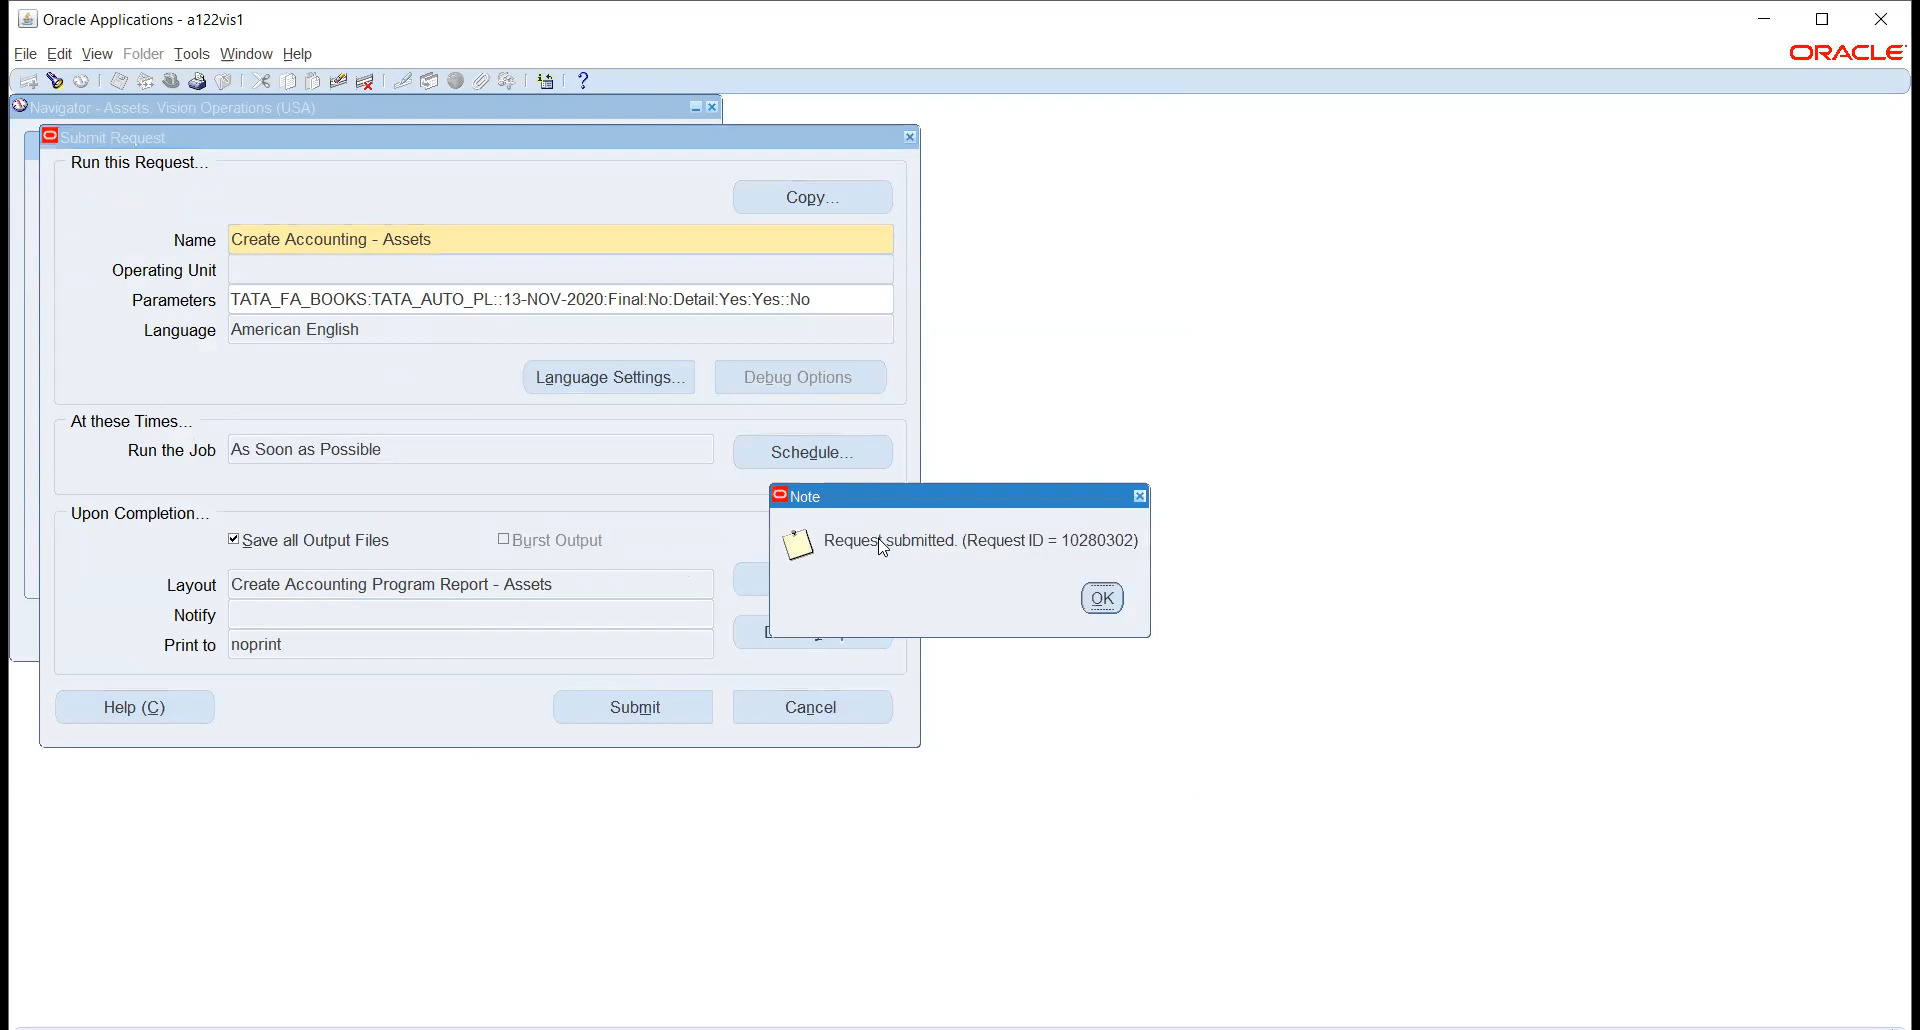 Oracle Applications - a122vis1
File Edit View Folder Tools Window Help
ORACLE
Navigator - Assets, Vision Operations (USA)
Submit Request
Run this Request...
Copy...
Name Create Accounting - Assets
Operating Unit
Parameters TATA_FA_BOOKS:TATA_AUTO_PL::13-NOV-2020:Final:No:Detail:Yes:Yes::No
Language American English
Language Settings... Debug Options
At these Times...
Run the Job As Soon as Possible Schedule...
Note
Upon Completion...
Save all Output Files Burst Output
Request submitted. (Request ID = 10280302)
Layout Create Accounting Program Report - Assets
OK
Notify
Print to noprint
Help (C) Submit Cancel